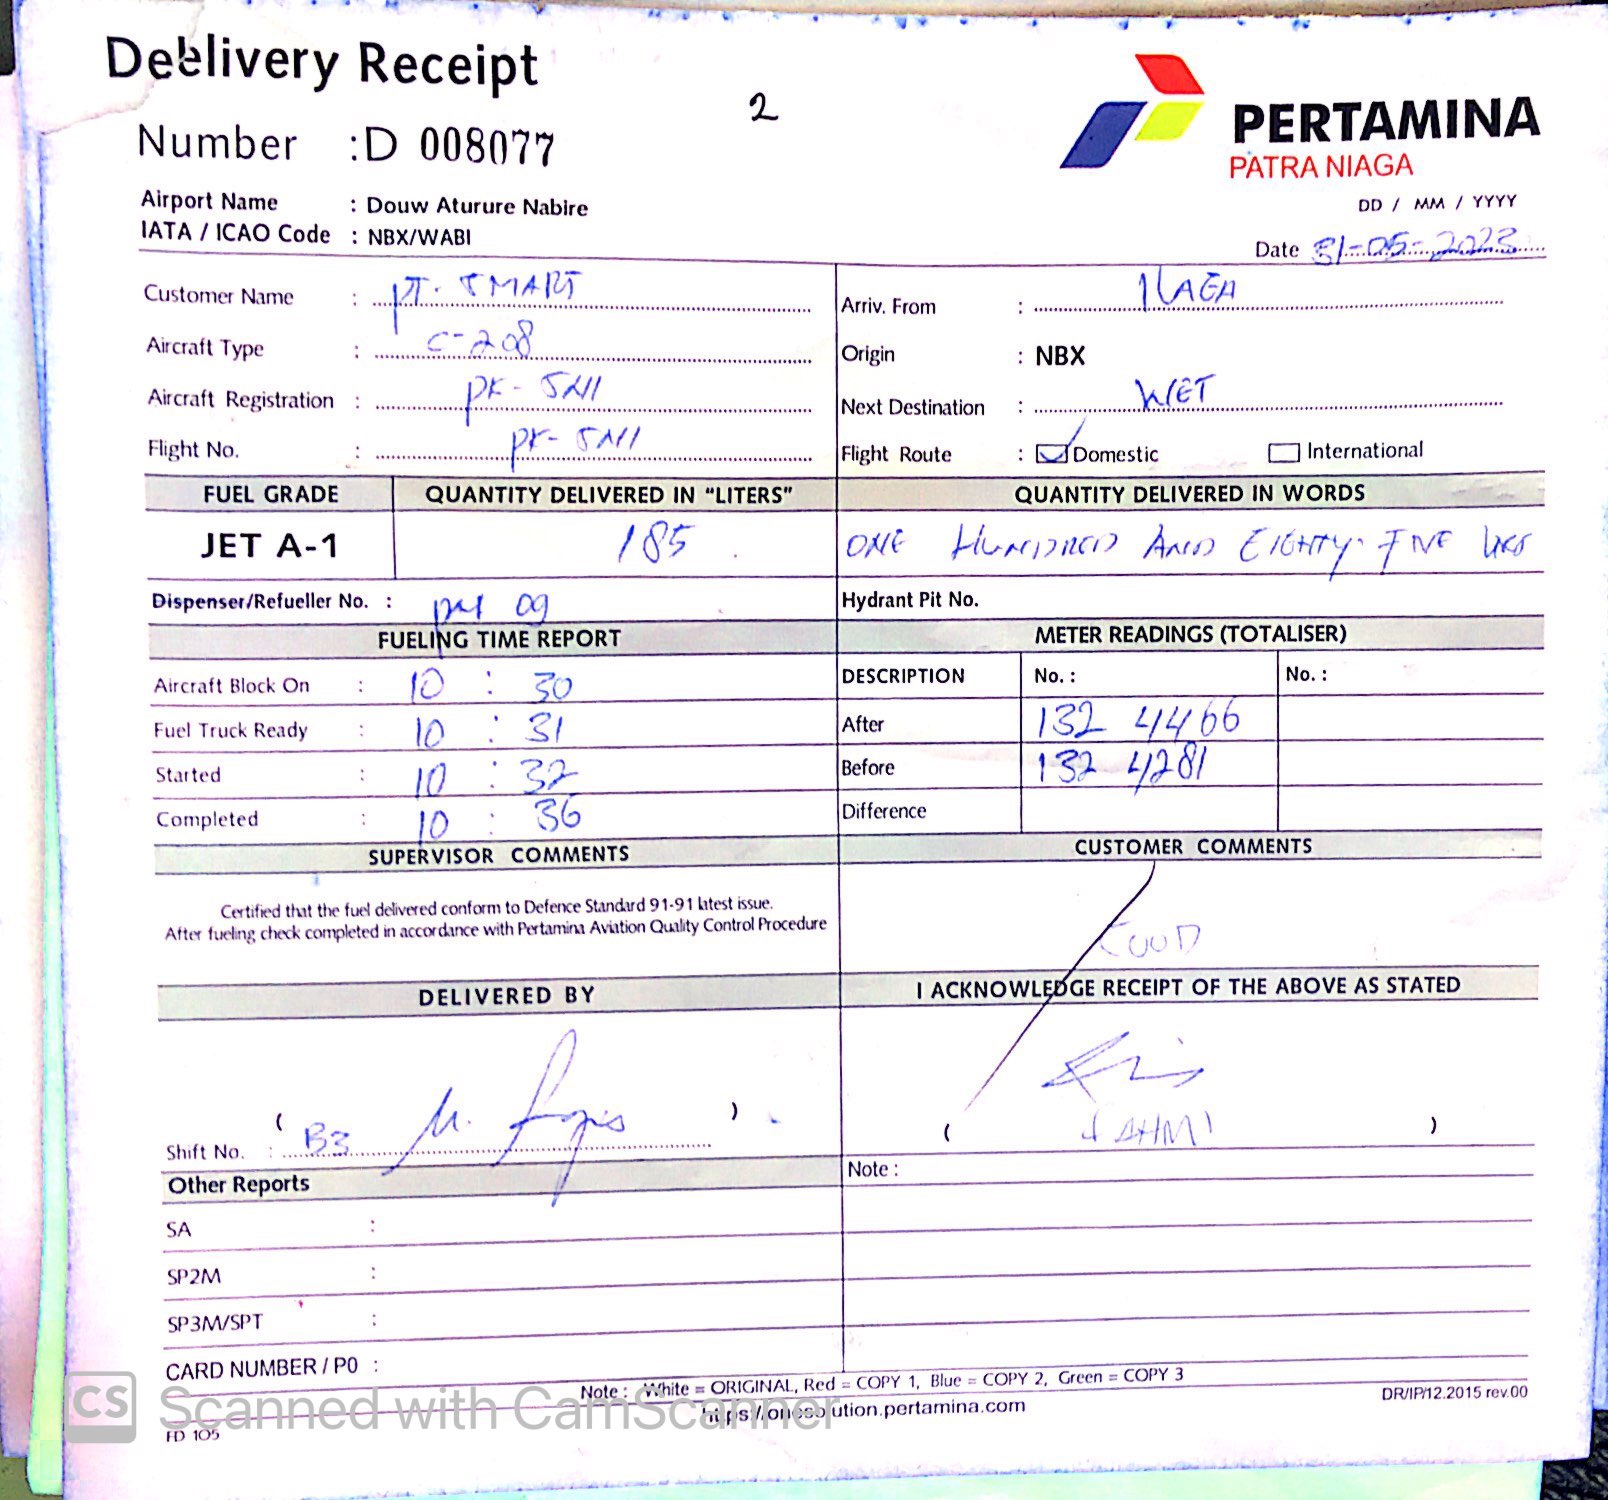 Delivery Receipt
2
PERTAMINA
PATRA NIAGA
Number :D 008077
Airport Name : Douw Aturure Nabire
IATA / ICAO Code : NBX/WABI
DD / MM / YYYY
Date 31-05-2023
Customer Name : PT. SMART
Arriv. From : ILAGA
Aircraft Type : C-208
Origin : NBX
Aircraft Registration : PK-
Next Destination : WET
Flight No. : PK-
Flight Route : Domestic International
FUEL GRADE QUANTITY DELIVERED IN “LITERS” QUANTITY DELIVERED IN WORDS
JET A-1 185 ONE HUNDRED AND EIGHTY FIVE
Dispenser/Refueller No. : 09 Hydrant Pit No.
FUELING TIME REPORT METER READINGS (TOTALISER)
Aircraft Block On : 10 : 30 DESCRIPTION No. : No. :
Fuel Truck Ready : 10 : 31 After 132 4466
Started : 10 : 32 Before 132 4281
Completed : 10 : 36 Difference
SUPERVISOR COMMENTS CUSTOMER COMMENTS
Certified that the fuel delivered conform to Defence Standard 91-91 latest issue.
After fueling check completed in accordance with Pertamina Aviation Quality Control Procedure
GOOD
DELIVERED BY I ACKNOWLEDGE RECEIPT OF THE ABOVE AS STATED
( ) ( FAHMI )
Shift No. : B3
Other Reports Note :
SA :
SP2M :
SP3M/SPT :
CARD NUMBER / P0 :
Note : White = ORIGINAL, Red = COPY 1, Blue = COPY 2, Green = COPY 3
https://onesolution.pertamina.com
DR/IP/12.2015 rev.00
CS Scanned with CamScanner
FD 105